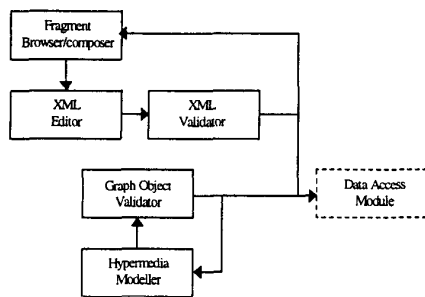 Fragment
Browser/composer
XML
Editor
XML
Validator
Graph Object
Validator
Data Access
Module
Hypermedia
Modeller